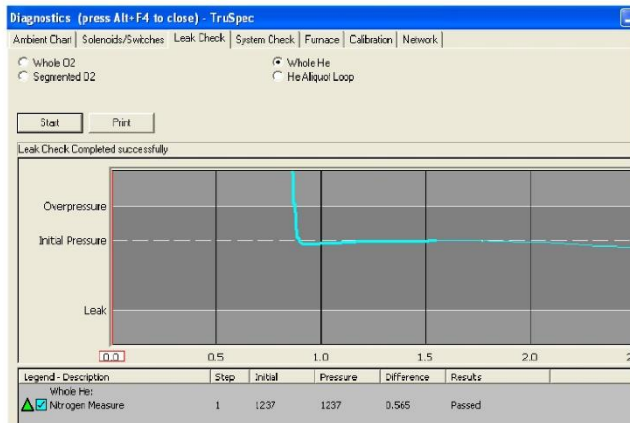 Diagnostics (press Alt+F4 to close) - TruSpec
Ambient Chart Solenoids/Switches Leak Check System Check Furnace Calibration Network
Whole O2 Whole He
Segmented O2 He Aliquot Loop
Start Print
Leak Check Completed successfully
Overpressure
Initial Pressure
Leak
0.0 0.5 1.0 1.5 2.0
Legend - Description Step Initial Pressure Difference Results
Whole He:
Nitrogen Measure 1 1237 1237 0.565 Passed